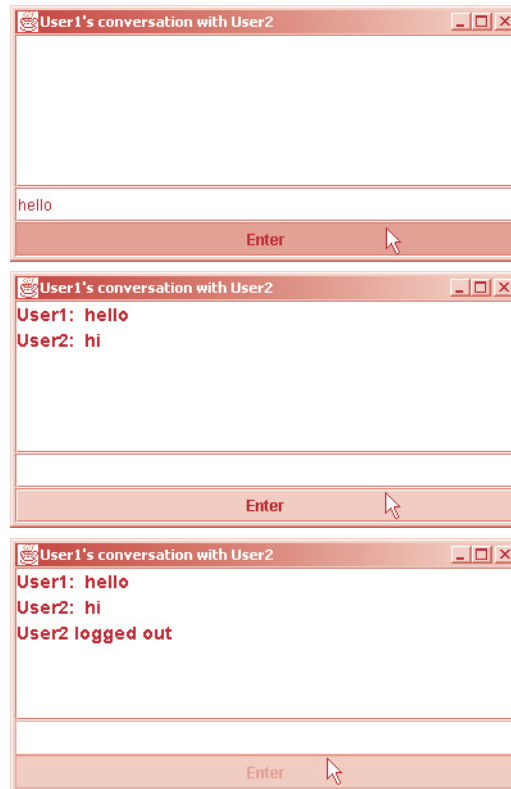 User1's conversation with User2
hello
Enter
User1's conversation with User2
User1: hello
User2: hi
Enter
User1's conversation with User2
User1: hello
User2: hi
User2 logged out
Enter